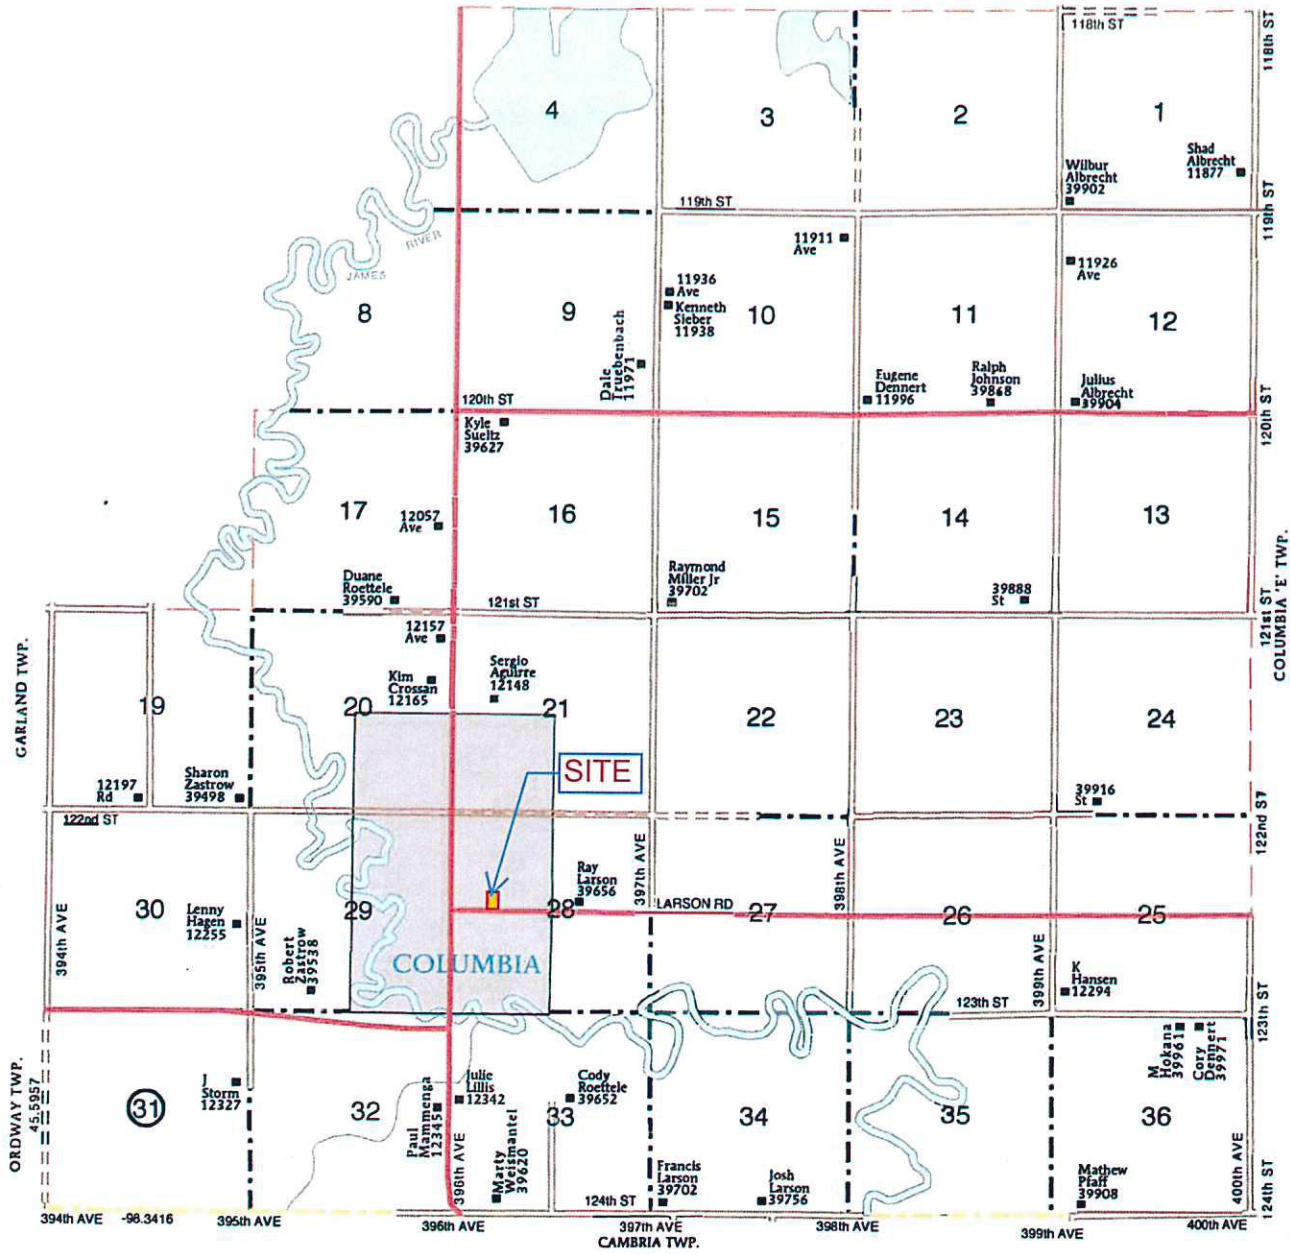 118th ST
118th ST
4
3
2
1
Shad
Albrecht
11877
Wilbur
Albrecht
39902
119th ST
119th ST
RIVER
JAMES
11911
Ave
11926
Ave
11936
Ave
Kenneth
Sieber
11938
8
9
10
11
12
Dale
Truebenbach
11971
Eugene
Dennert
11996
Ralph
Johnson
39868
Julius
Albrecht
39904
120th ST
120th ST
Kyle
Sueltz
39627
17
12057
Ave
16
15
14
13
Duane
Roettele
39590
Raymond
Miller Jr
39702
39888
St
121st ST
121st ST
COLUMBIA 'E' TWP.
12157
Ave
Kim
Crossan
12165
Sergio
Aguirre
12148
GARLAND TWP.
19
20
21
22
23
24
SITE
12197
Rd
Sharon
Zastrow
39498
39916
St
122nd ST
122nd ST
397th AVE
398th AVE
Ray
Larson
39656
LARSON RD
30
29
28
27
26
25
Lenny
Hagen
12255
394th AVE
395th AVE
Robert
Zastrow
39538
COLUMBIA
399th AVE
K
Hansen
12294
123th ST
123th ST
M
Hokana
39961
Cory
Dennert
39971
ORDWAY TWP.
45.5957
J
Storm
12327
31
32
Paul
Mammenga
12345
Julie
Lillis
12342
Cody
Roettele
39652
33
34
35
36
396th AVE
Marty
Weismantel
39620
Francis
Larson
39702
Josh
Larson
39756
Mathew
Pfaff
39908
400th AVE
124th ST
124th ST
394th AVE
-98.3416
395th AVE
396th AVE
397th AVE
398th AVE
399th AVE
400th AVE
CAMBRIA TWP.